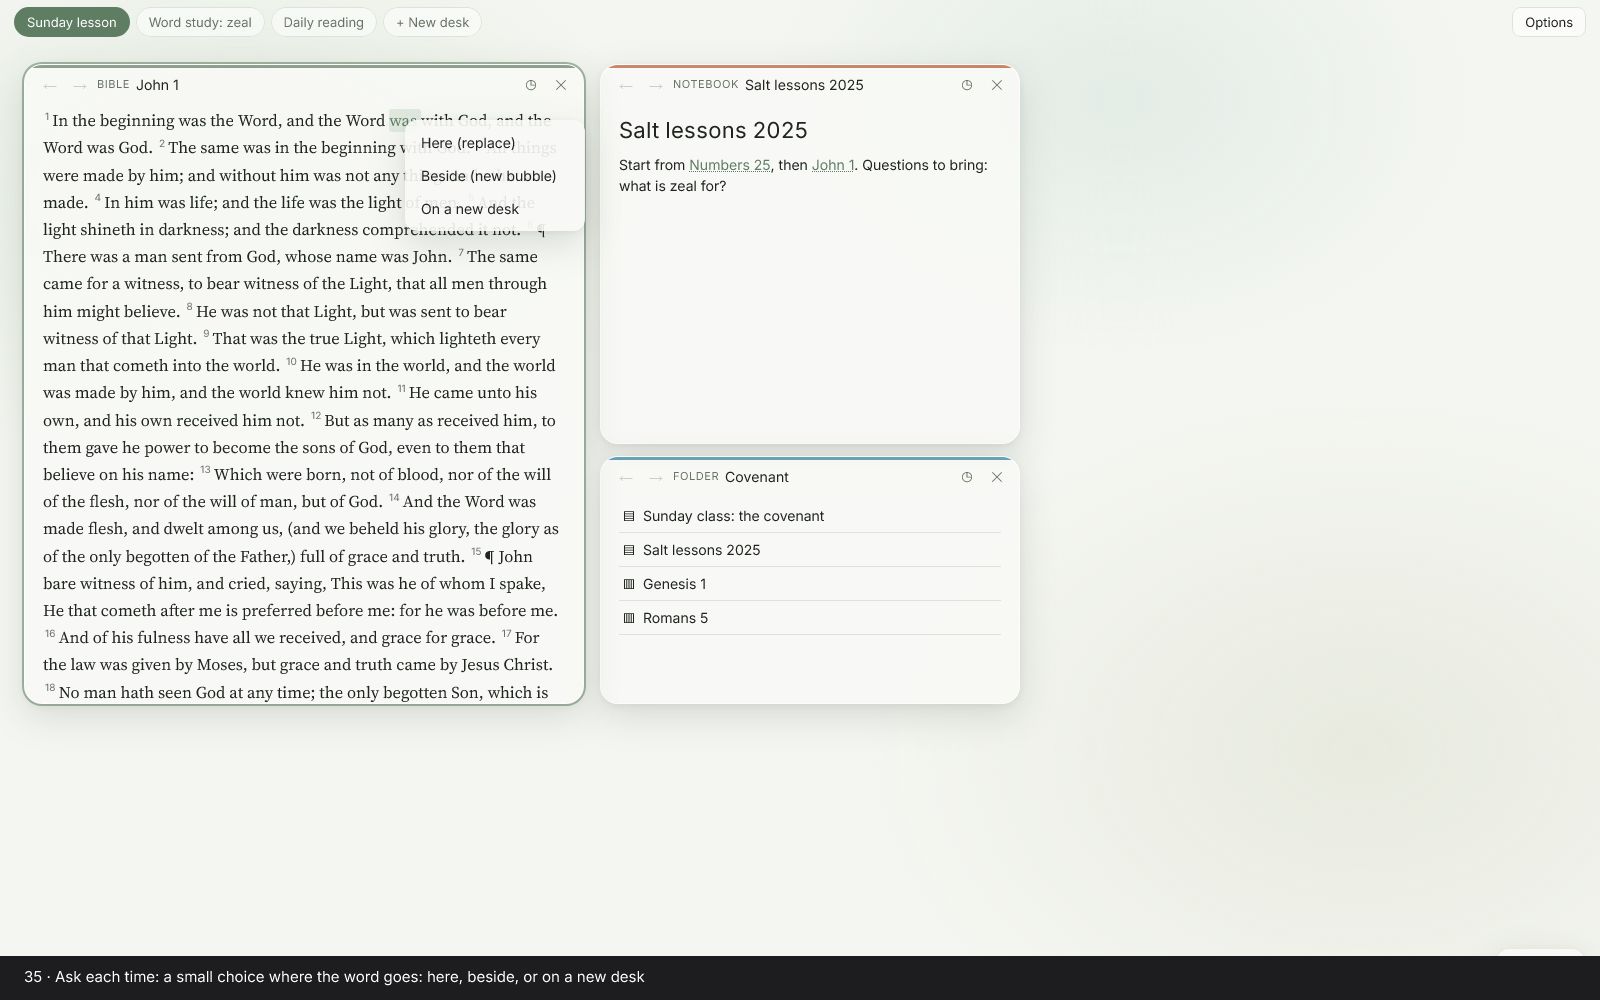 Sunday lesson
Word study: zeal
Daily reading
+ New desk
Options
← → BIBLE John 1
1 In the beginning was the Word, and the Word was with God, and the
Word was God. 2 The same was in the beginning with God. All things
were made by him; and without him was not any
made. 4 In him was life; and the life was the light of men. And the
light shineth in darkness; and the darkness comprehended it not. ¶
There was a man sent from God, whose name was John. 7 The same
came for a witness, to bear witness of the Light, that all men through
him might believe. 8 He was not that Light, but was sent to bear
witness of that Light. 9 That was the true Light, which lighteth every
man that cometh into the world. 10 He was in the world, and the world
was made by him, and the world knew him not. 11 He came unto his
own, and his own received him not. 12 But as many as received him, to
them gave he power to become the sons of God, even to them that
believe on his name: 13 Which were born, not of blood, nor of the will
of the flesh, nor of the will of man, but of God. 14 And the Word was
made flesh, and dwelt among us, (and we beheld his glory, the glory as
of the only begotten of the Father,) full of grace and truth. 15 ¶ John
bare witness of him, and cried, saying, This was he of whom I spake,
He that cometh after me is preferred before me: for he was before me.
16 And of his fulness have all we received, and grace for grace. 17 For
the law was given by Moses, but grace and truth came by Jesus Christ.
18 No man hath seen God at any time; the only begotten Son, which is
Here (replace)
Beside (new bubble)
On a new desk
← → NOTEBOOK Salt lessons 2025
Salt lessons 2025
Start from Numbers 25, then John 1. Questions to bring:
what is zeal for?
← → FOLDER Covenant
Sunday class: the covenant
Salt lessons 2025
Genesis 1
Romans 5
35 · Ask each time: a small choice where the word goes: here, beside, or on a new desk